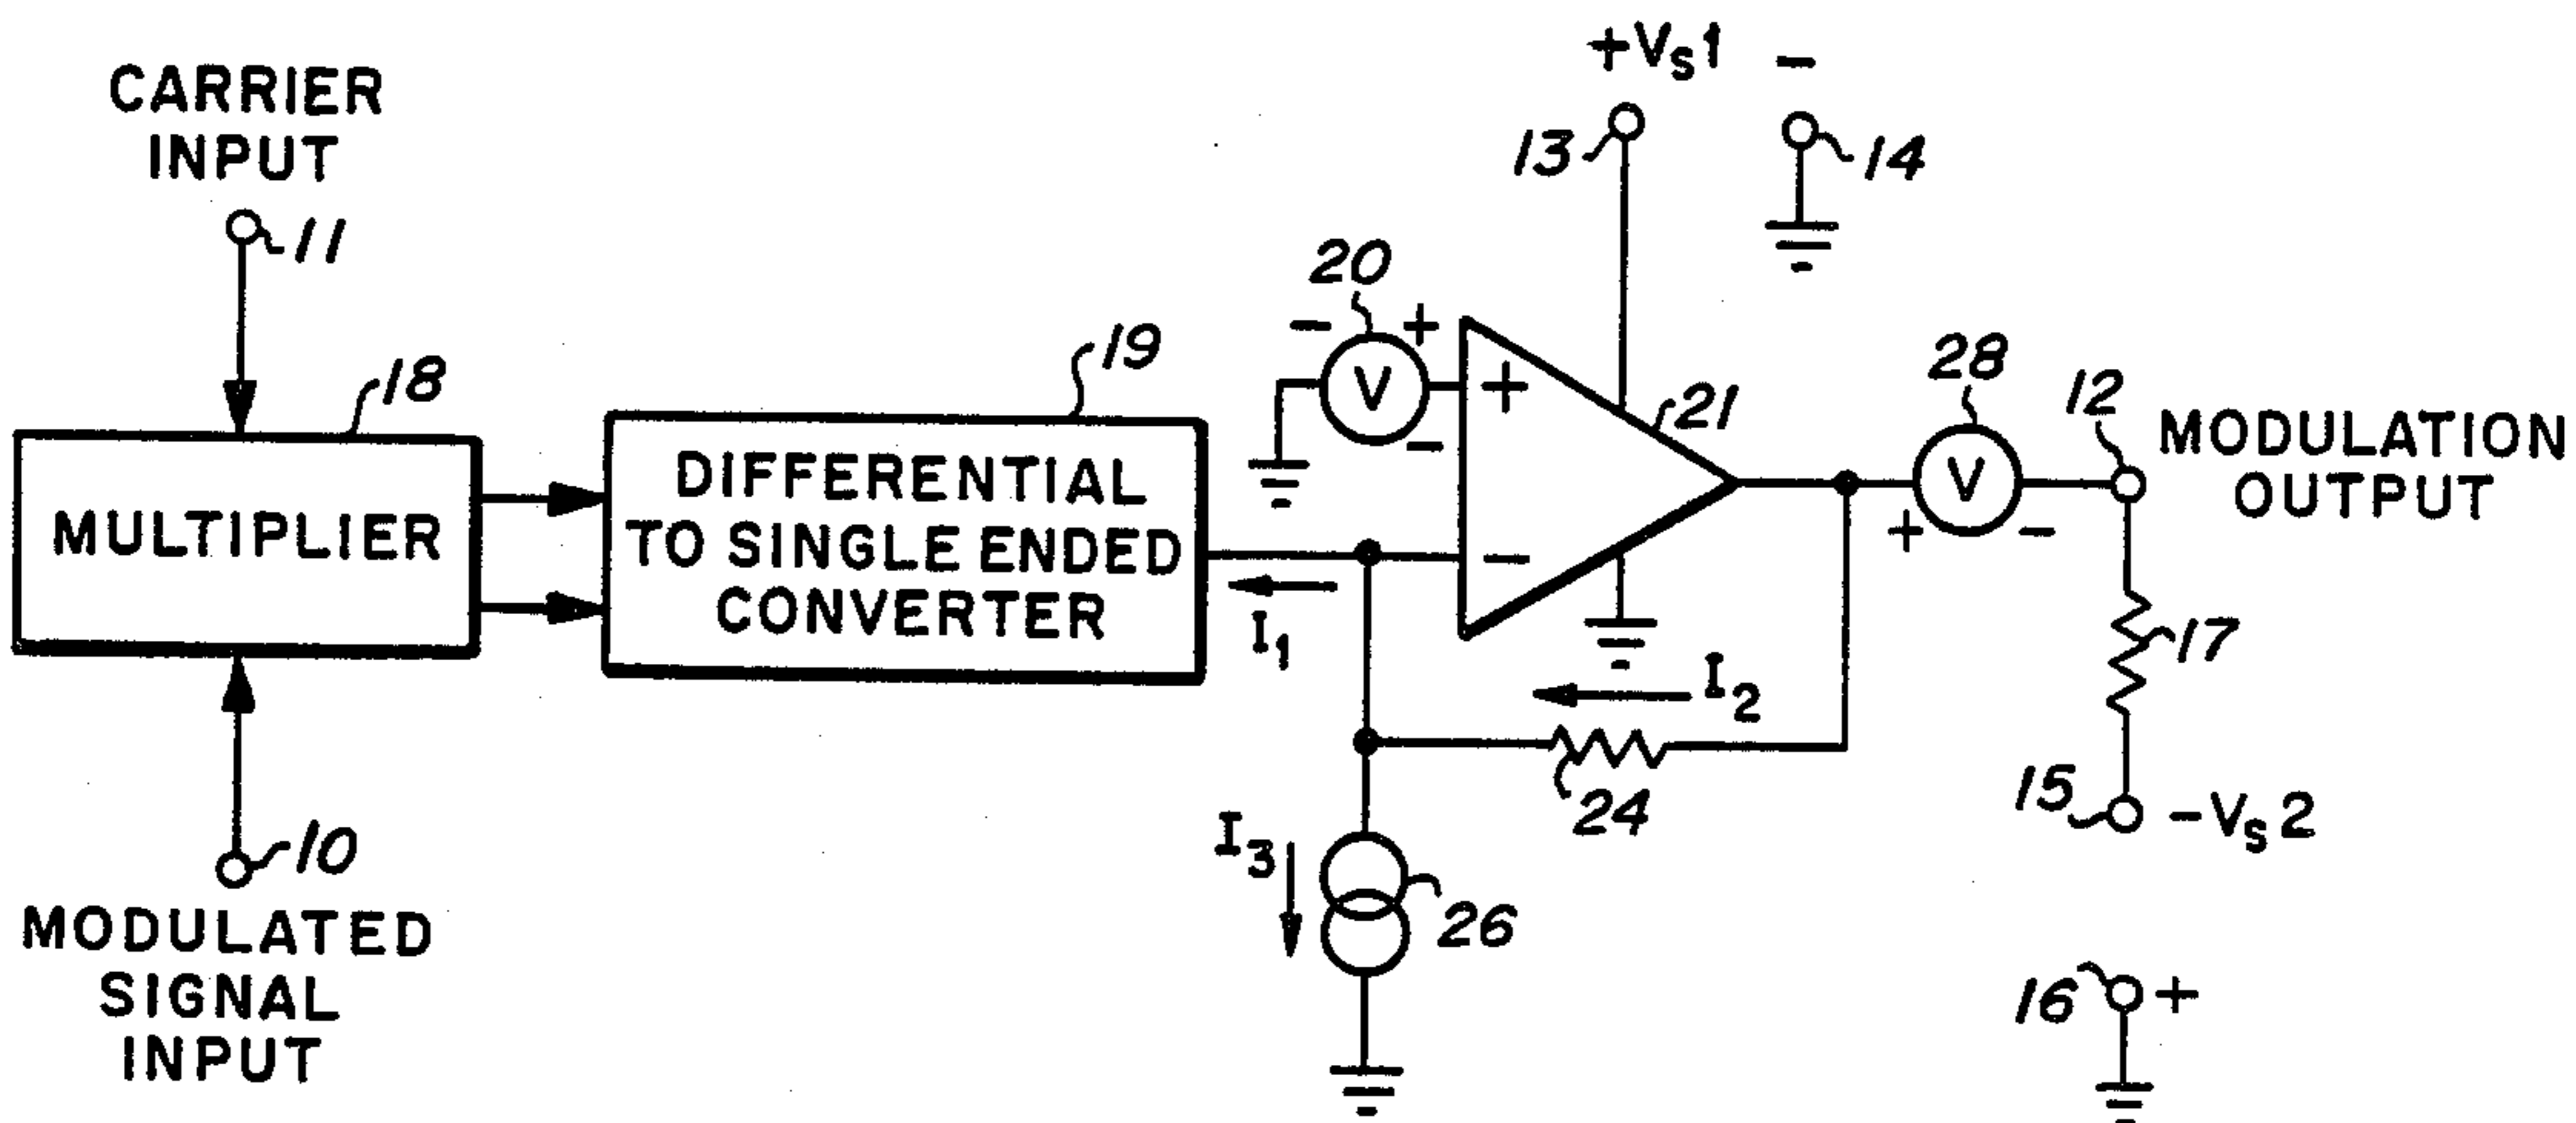 CARRIER
INPUT
11
18
MULTIPLIER
10
MODULATED
SIGNAL
INPUT
19
DIFFERENTIAL
TO SINGLE ENDED
CONVERTER
I1
20
- +
V
-
+
-
21
+Vs1 -
13
14
I2
24
I3
26
28
V
+ -
12
MODULATION
OUTPUT
17
15
-Vs2
16
+